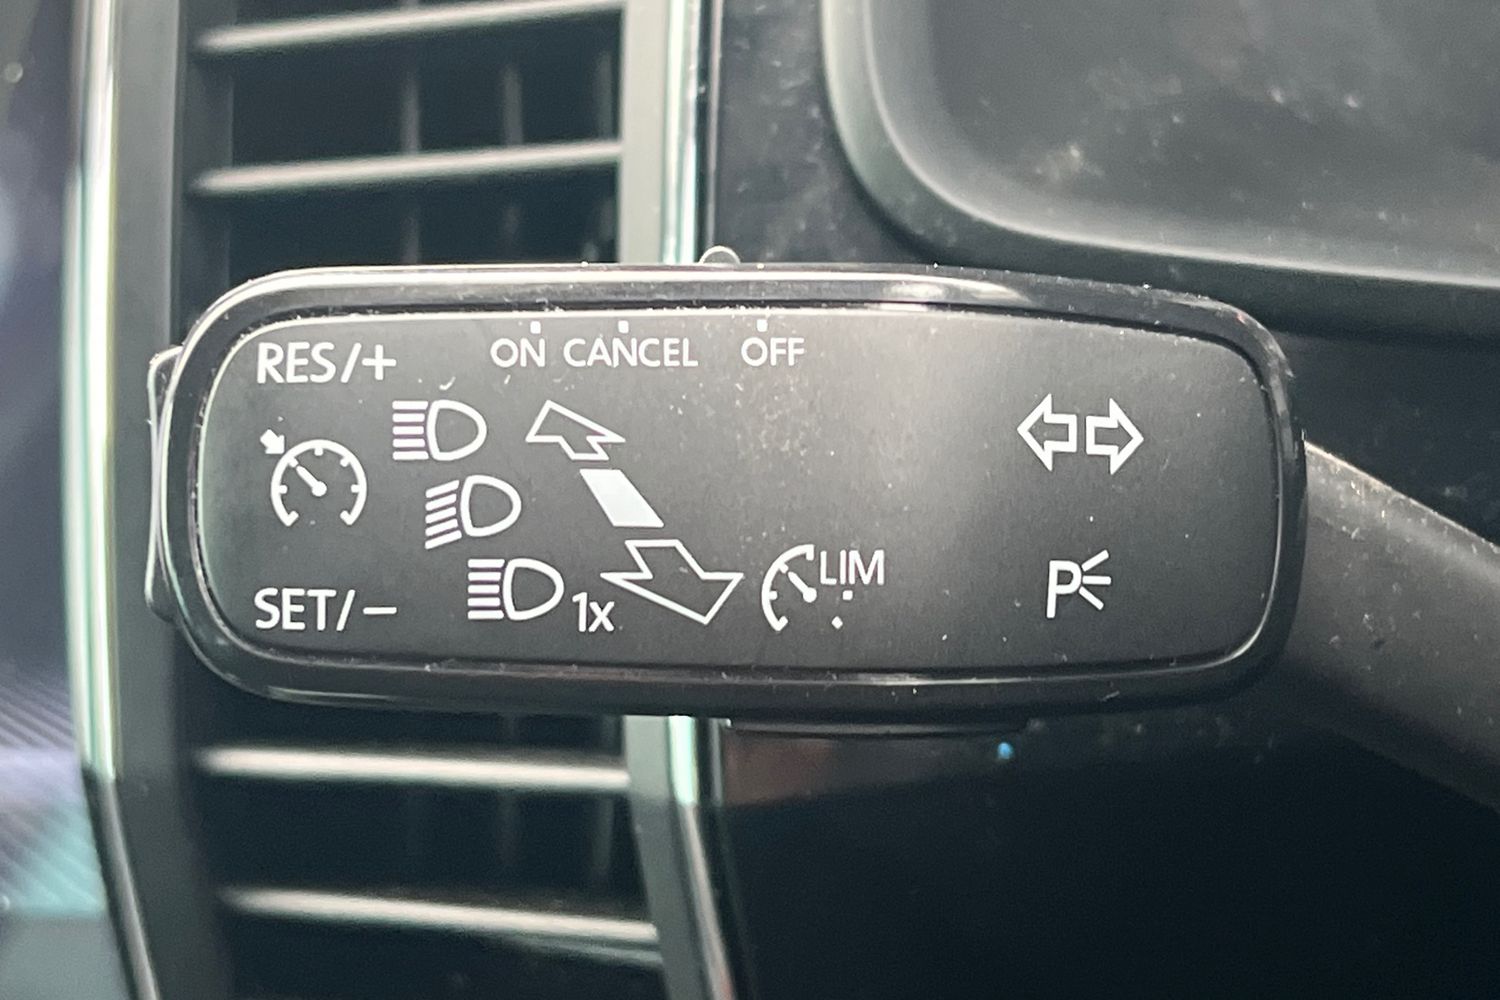 RES/+
ON CANCEL OFF
SET/−
1x
LIM
P